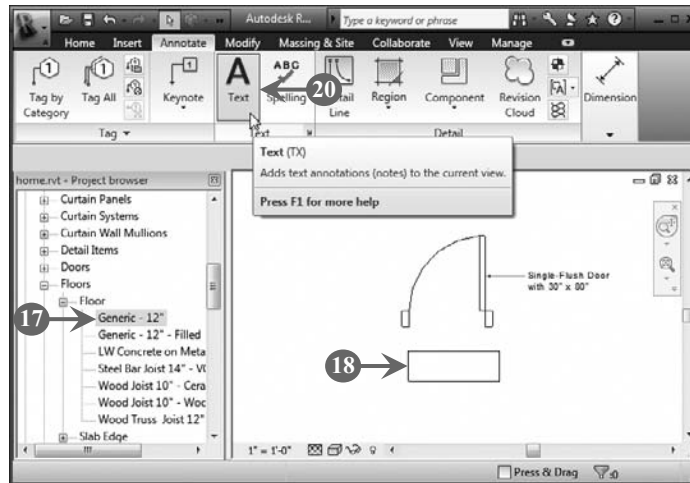 Autodesk R...
Type a keyword or phrase
Home Insert Annotate Modify Massing & Site Collaborate View Manage
Tag by Category
Tag All
Keynote
A
Text
ABC
Spelling
Detail Line
Region
Component
Revision Cloud
[A]
Dimension
20
Tag
Text
Detail
Text (TX)
Adds text annotations (notes) to the current view.
Press F1 for more help
home.rvt - Project browser
Curtain Panels
Curtain Systems
Curtain Wall Mullions
Detail Items
Doors
Floors
Floor
17
Generic - 12"
Generic - 12" - Filled
LW Concrete on Meta
Steel Bar Joist 14" - V
Wood Joist 10" - Cera
Wood Joist 10" - Woo
Wood Truss Joist 12"
Slab Edge
Single-Flush Door
with 30" x 80"
18
1" = 1'-0"
Press & Drag
:0